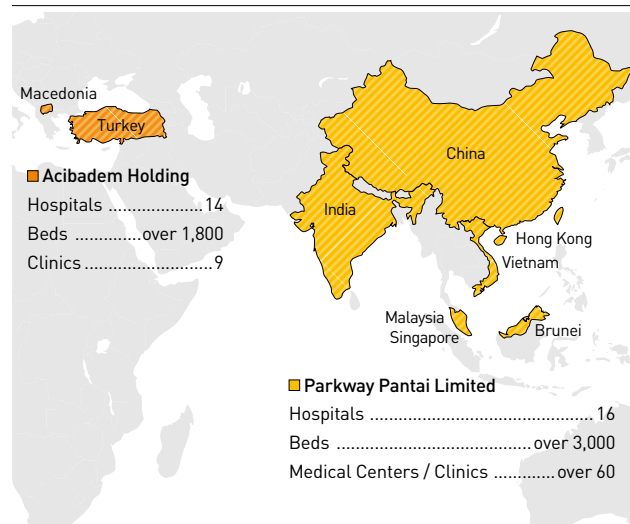 Macedonia
Turkey
Acibadem Holding
Hospitals ................... 14
Beds .............over 1,800
Clinics..........................9
China
India
Hong Kong
Vietnam
Malaysia
Singapore
Brunei
Parkway Pantai Limited
Hospitals ............................................. 16
Beds .......................................over 3,000
Medical Centers / Clinics .............over 60